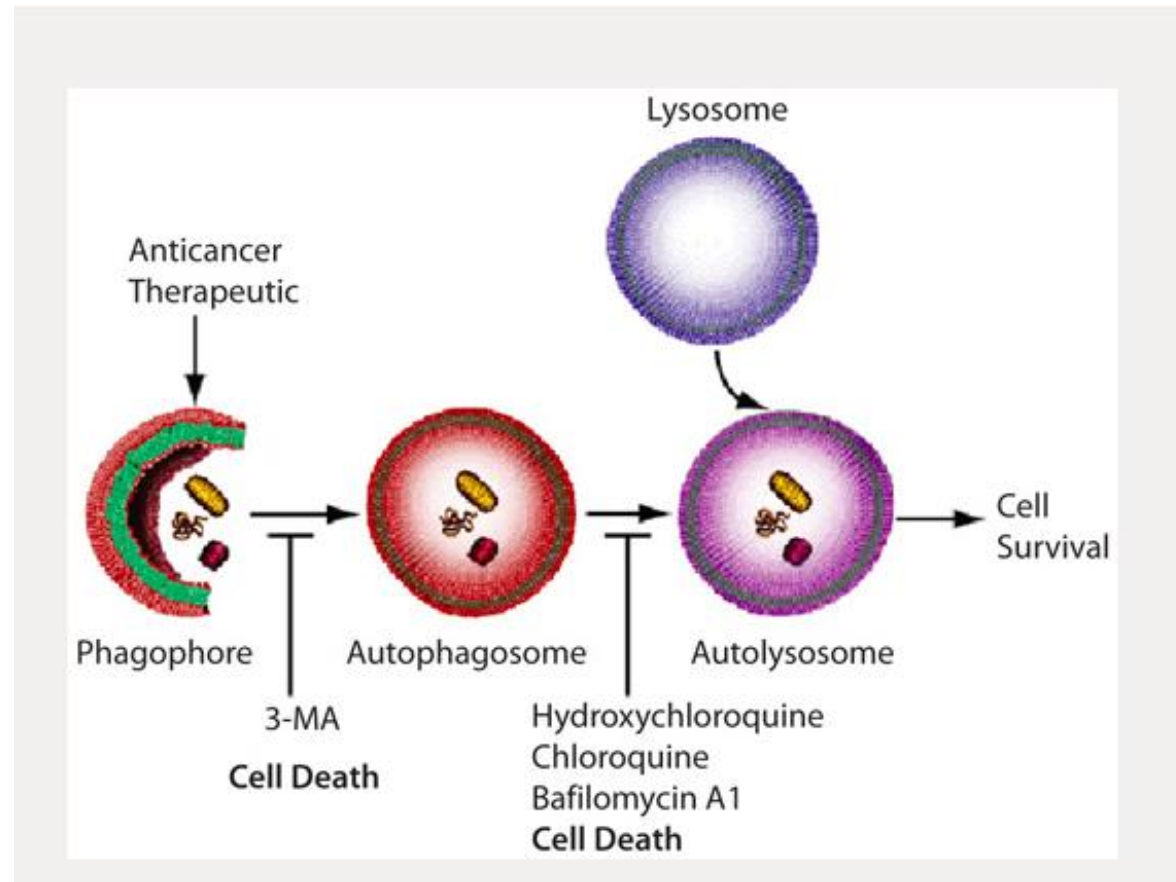 Lysosome
Anticancer
Therapeutic
Cell
Survival
Phagophore
Autophagosome
Autolysosome
3-MA
Cell Death
Hydroxychloroquine
Chloroquine
Bafilomycin A1
Cell Death